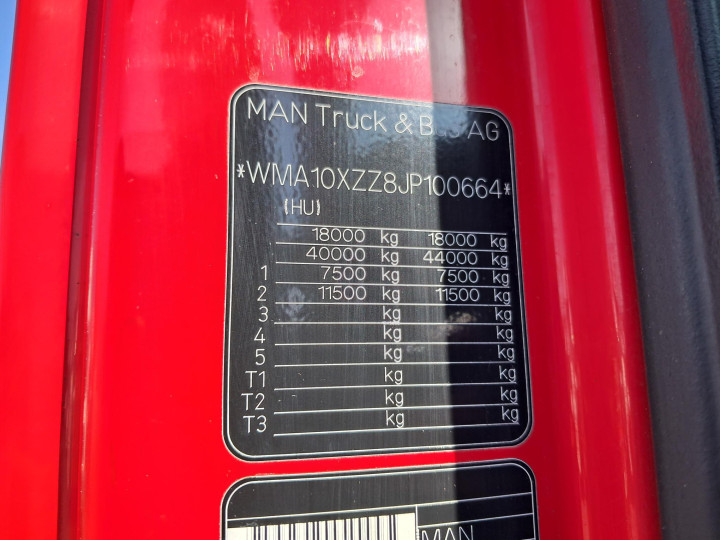 MAN Truck & B AG
*WMA10XZZ8JP100664*
(HU)
18000 kg 18000 kg
40000 kg 44000 kg
1 7500 kg 7500 kg
2 11500 kg 11500 kg
3 kg kg
4 kg kg
5 kg kg
T1 kg kg
T2 kg kg
T3 kg kg
MAN